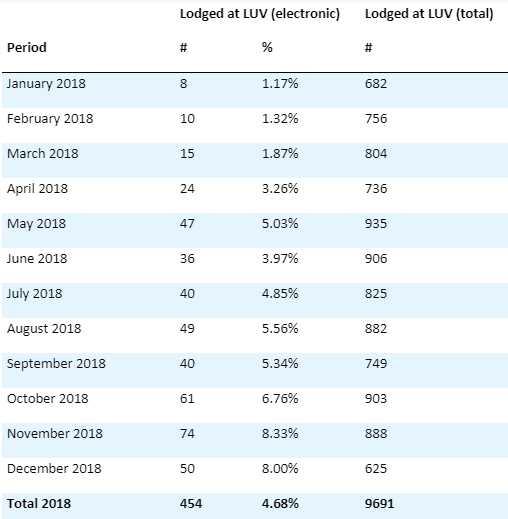 Lodged at LUV (electronic) Lodged at LUV (total)
Period # % #
January 2018 8 1.17% 682
February 2018 10 1.32% 756
March 2018 15 1.87% 804
April 2018 24 3.26% 736
May 2018 47 5.03% 935
June 2018 36 3.97% 906
July 2018 40 4.85% 825
August 2018 49 5.56% 882
September 2018 40 5.34% 749
October 2018 61 6.76% 903
November 2018 74 8.33% 888
December 2018 50 8.00% 625
Total 2018 454 4.68% 9691